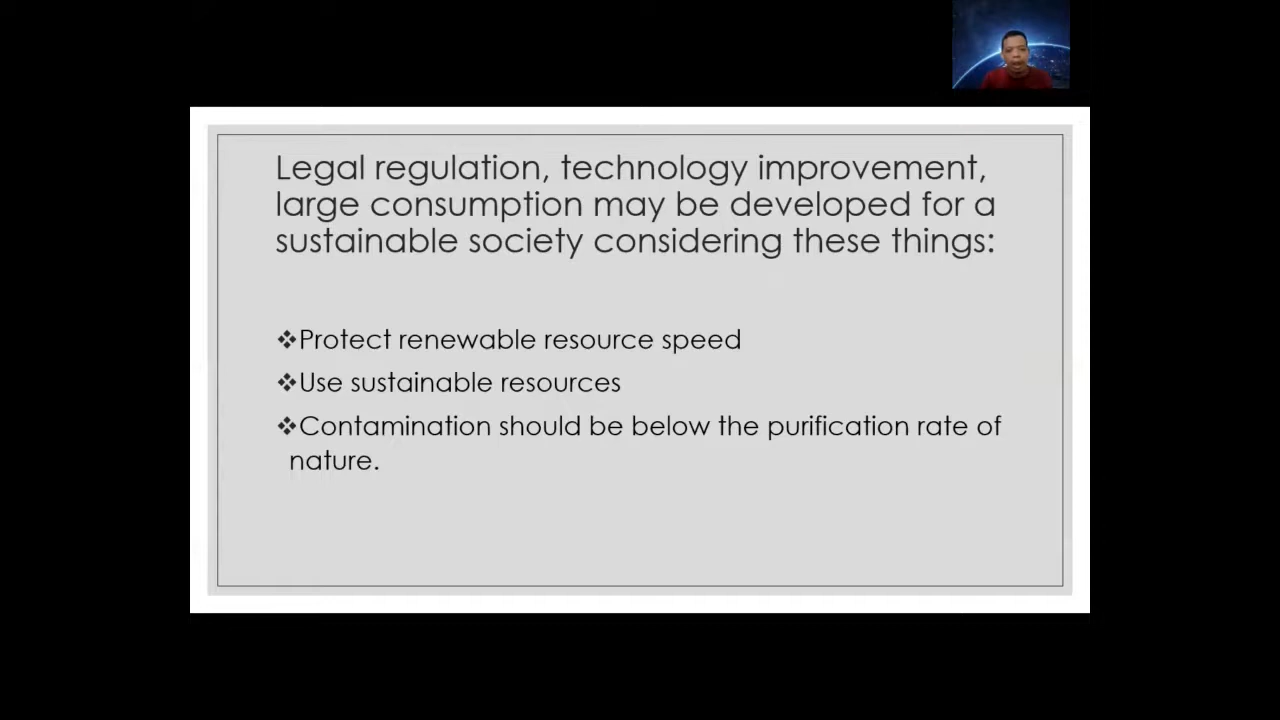 Legal regulation, technology improvement,
large consumption may be developed for a
sustainable society considering these things:
❖Protect renewable resource speed
❖Use sustainable resources
❖Contamination should be below the purification rate of
nature.